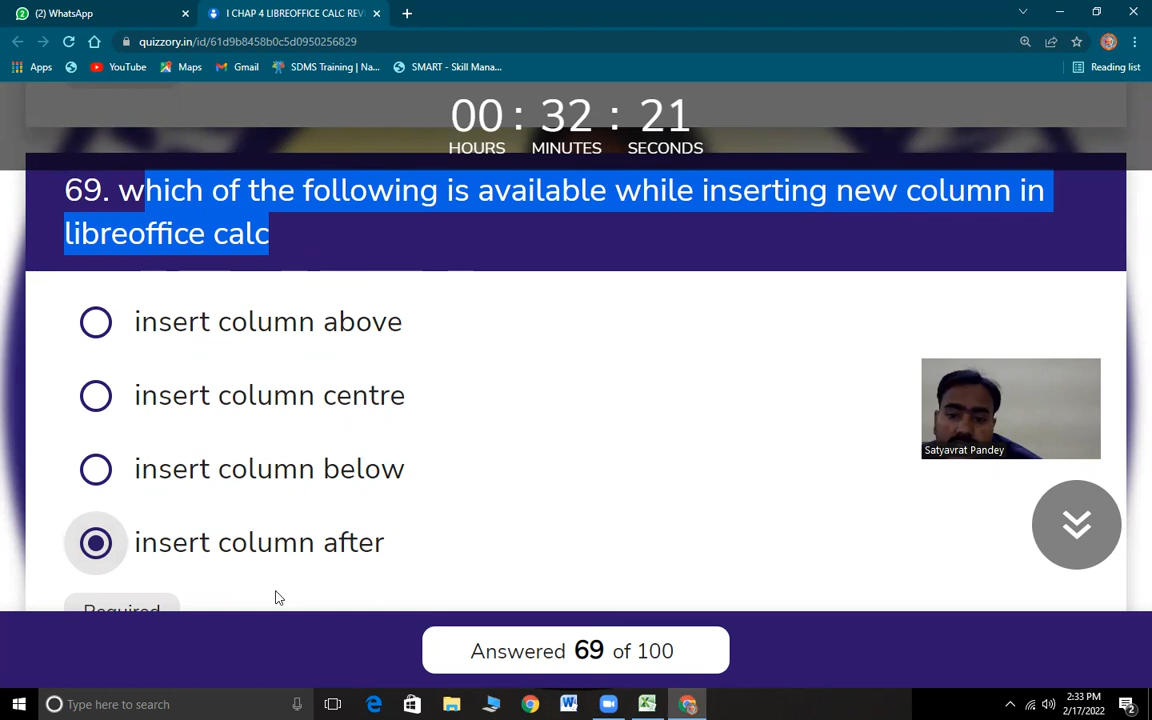 (2) WhatsApp
I CHAP 4 LIBREOFFICE CALC REV
quizzory.in/id/61d9b8458b0c5d0950256829
Apps
YouTube
Maps
Gmail
SDMS Training | Na...
SMART - Skill Mana...
Reading list
00 : 32 : 21
HOURS MINUTES SECONDS
69. which of the following is available while inserting new column in
libreoffice calc
insert column above
insert column centre
insert column below
insert column after
Satyavrat Pandey
Required
Answered 69 of 100
Type here to search
2:33 PM
2/17/2022
2